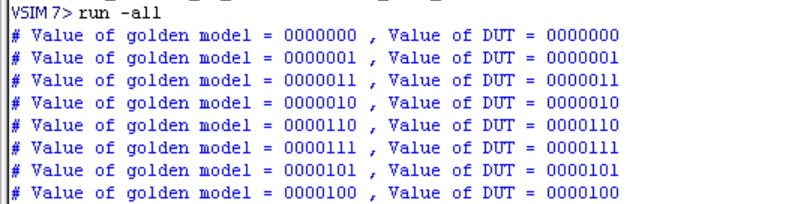 VSIM 7> run -all
# Value of golden model = 0000000 , Value of DUT = 0000000
# Value of golden model = 0000001 , Value of DUT = 0000001
# Value of golden model = 0000011 , Value of DUT = 0000011
# Value of golden model = 0000010 , Value of DUT = 0000010
# Value of golden model = 0000110 , Value of DUT = 0000110
# Value of golden model = 0000111 , Value of DUT = 0000111
# Value of golden model = 0000101 , Value of DUT = 0000101
# Value of golden model = 0000100 , Value of DUT = 0000100